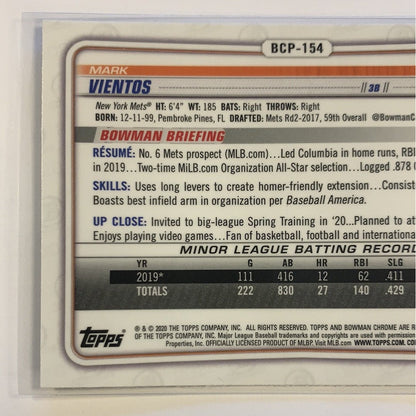 BCP-154
MARK
VIENTOS
// 3B //
New York Mets® HT: 6'4" WT: 185 BATS: Right THROWS: Right
BORN: 12-11-99, Pembroke Pines, FL DRAFTED: Mets Rd2-2017, 59th Overall @BowmanC
BOWMAN BRIEFING
RÉSUMÉ: No. 6 Mets prospect (MLB.com)...Led Columbia in home runs, RBI
in 2019...Two-time MiLB.com Organization All-Star selection...Logged .878
SKILLS: Uses long levers to create homer-friendly extension...Consist
Boasts best infield arm in organization per Baseball America.
UP CLOSE: Invited to big-league Spring Training in '20...Planned to at
Enjoys playing video games...Fan of basketball, football and internation
MINOR LEAGUE BATTING RECORD
YR G AB HR RBI SLG
2019* 111 416 12 62 .411
TOTALS 222 830 27 140 .429
Topps
® & © 2020 THE TOPPS COMPANY, INC. ALL RIGHTS RESERVED. TOPPS AND BOWMAN CHROME ARE RE
OF THE TOPPS COMPANY, INC. Major League Baseball trademarks and copyrights are used with
Properties, Inc. OFFICIALLY LICENSED PRODUCT OF MLBP. Visit MLB.com WWW.TOPPS.COM. CO